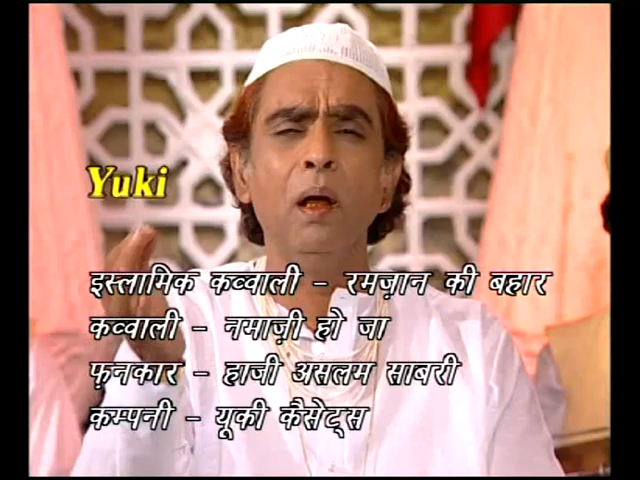 Yuki
इस्लामिक कव्वाली - रमज़ान की बहार
कव्वाली - नमाज़ी हो जा
फ़नकार - हाजी असलम साबरी
कम्पनी - यूकी कैसेट्स